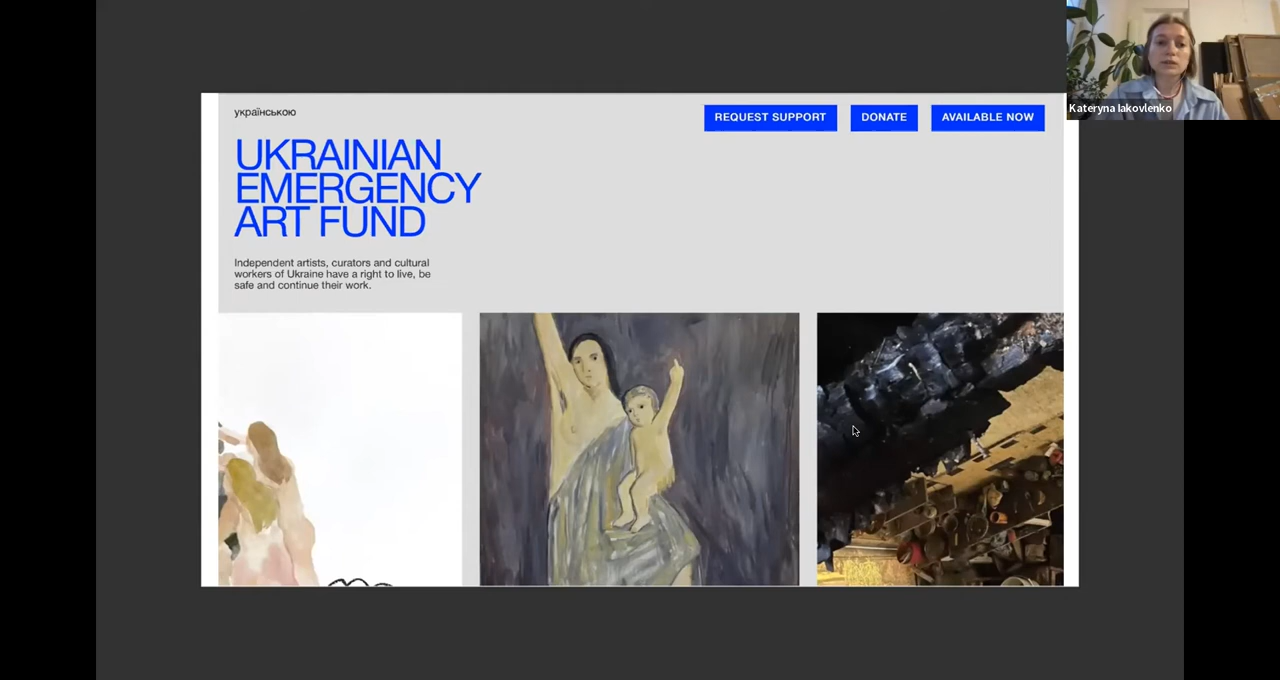 українською
REQUEST SUPPORT
DONATE
AVAILABLE NOW
UKRAINIAN
EMERGENCY
ART FUND
Independent artists, curators and cultural
workers of Ukraine have a right to live, be
safe and continue their work.
Kateryna Iakovlenko